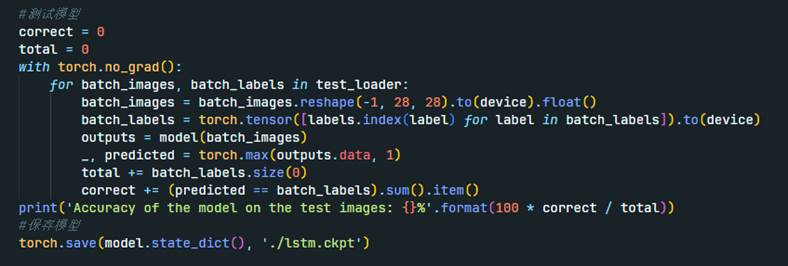 #测试模型
correct = 0
total = 0
with torch.no_grad():
    for batch_images, batch_labels in test_loader:
        batch_images = batch_images.reshape(-1, 28, 28).to(device).float()
        batch_labels = torch.tensor([labels.index(label) for label in batch_labels]).to(device)
        outputs = model(batch_images)
        _, predicted = torch.max(outputs.data, 1)
        total += batch_labels.size(0)
        correct += (predicted == batch_labels).sum().item()
print('Accuracy of the model on the test images: {}%'.format(100 * correct / total))
#保存模型
torch.save(model.state_dict(), './lstm.ckpt')